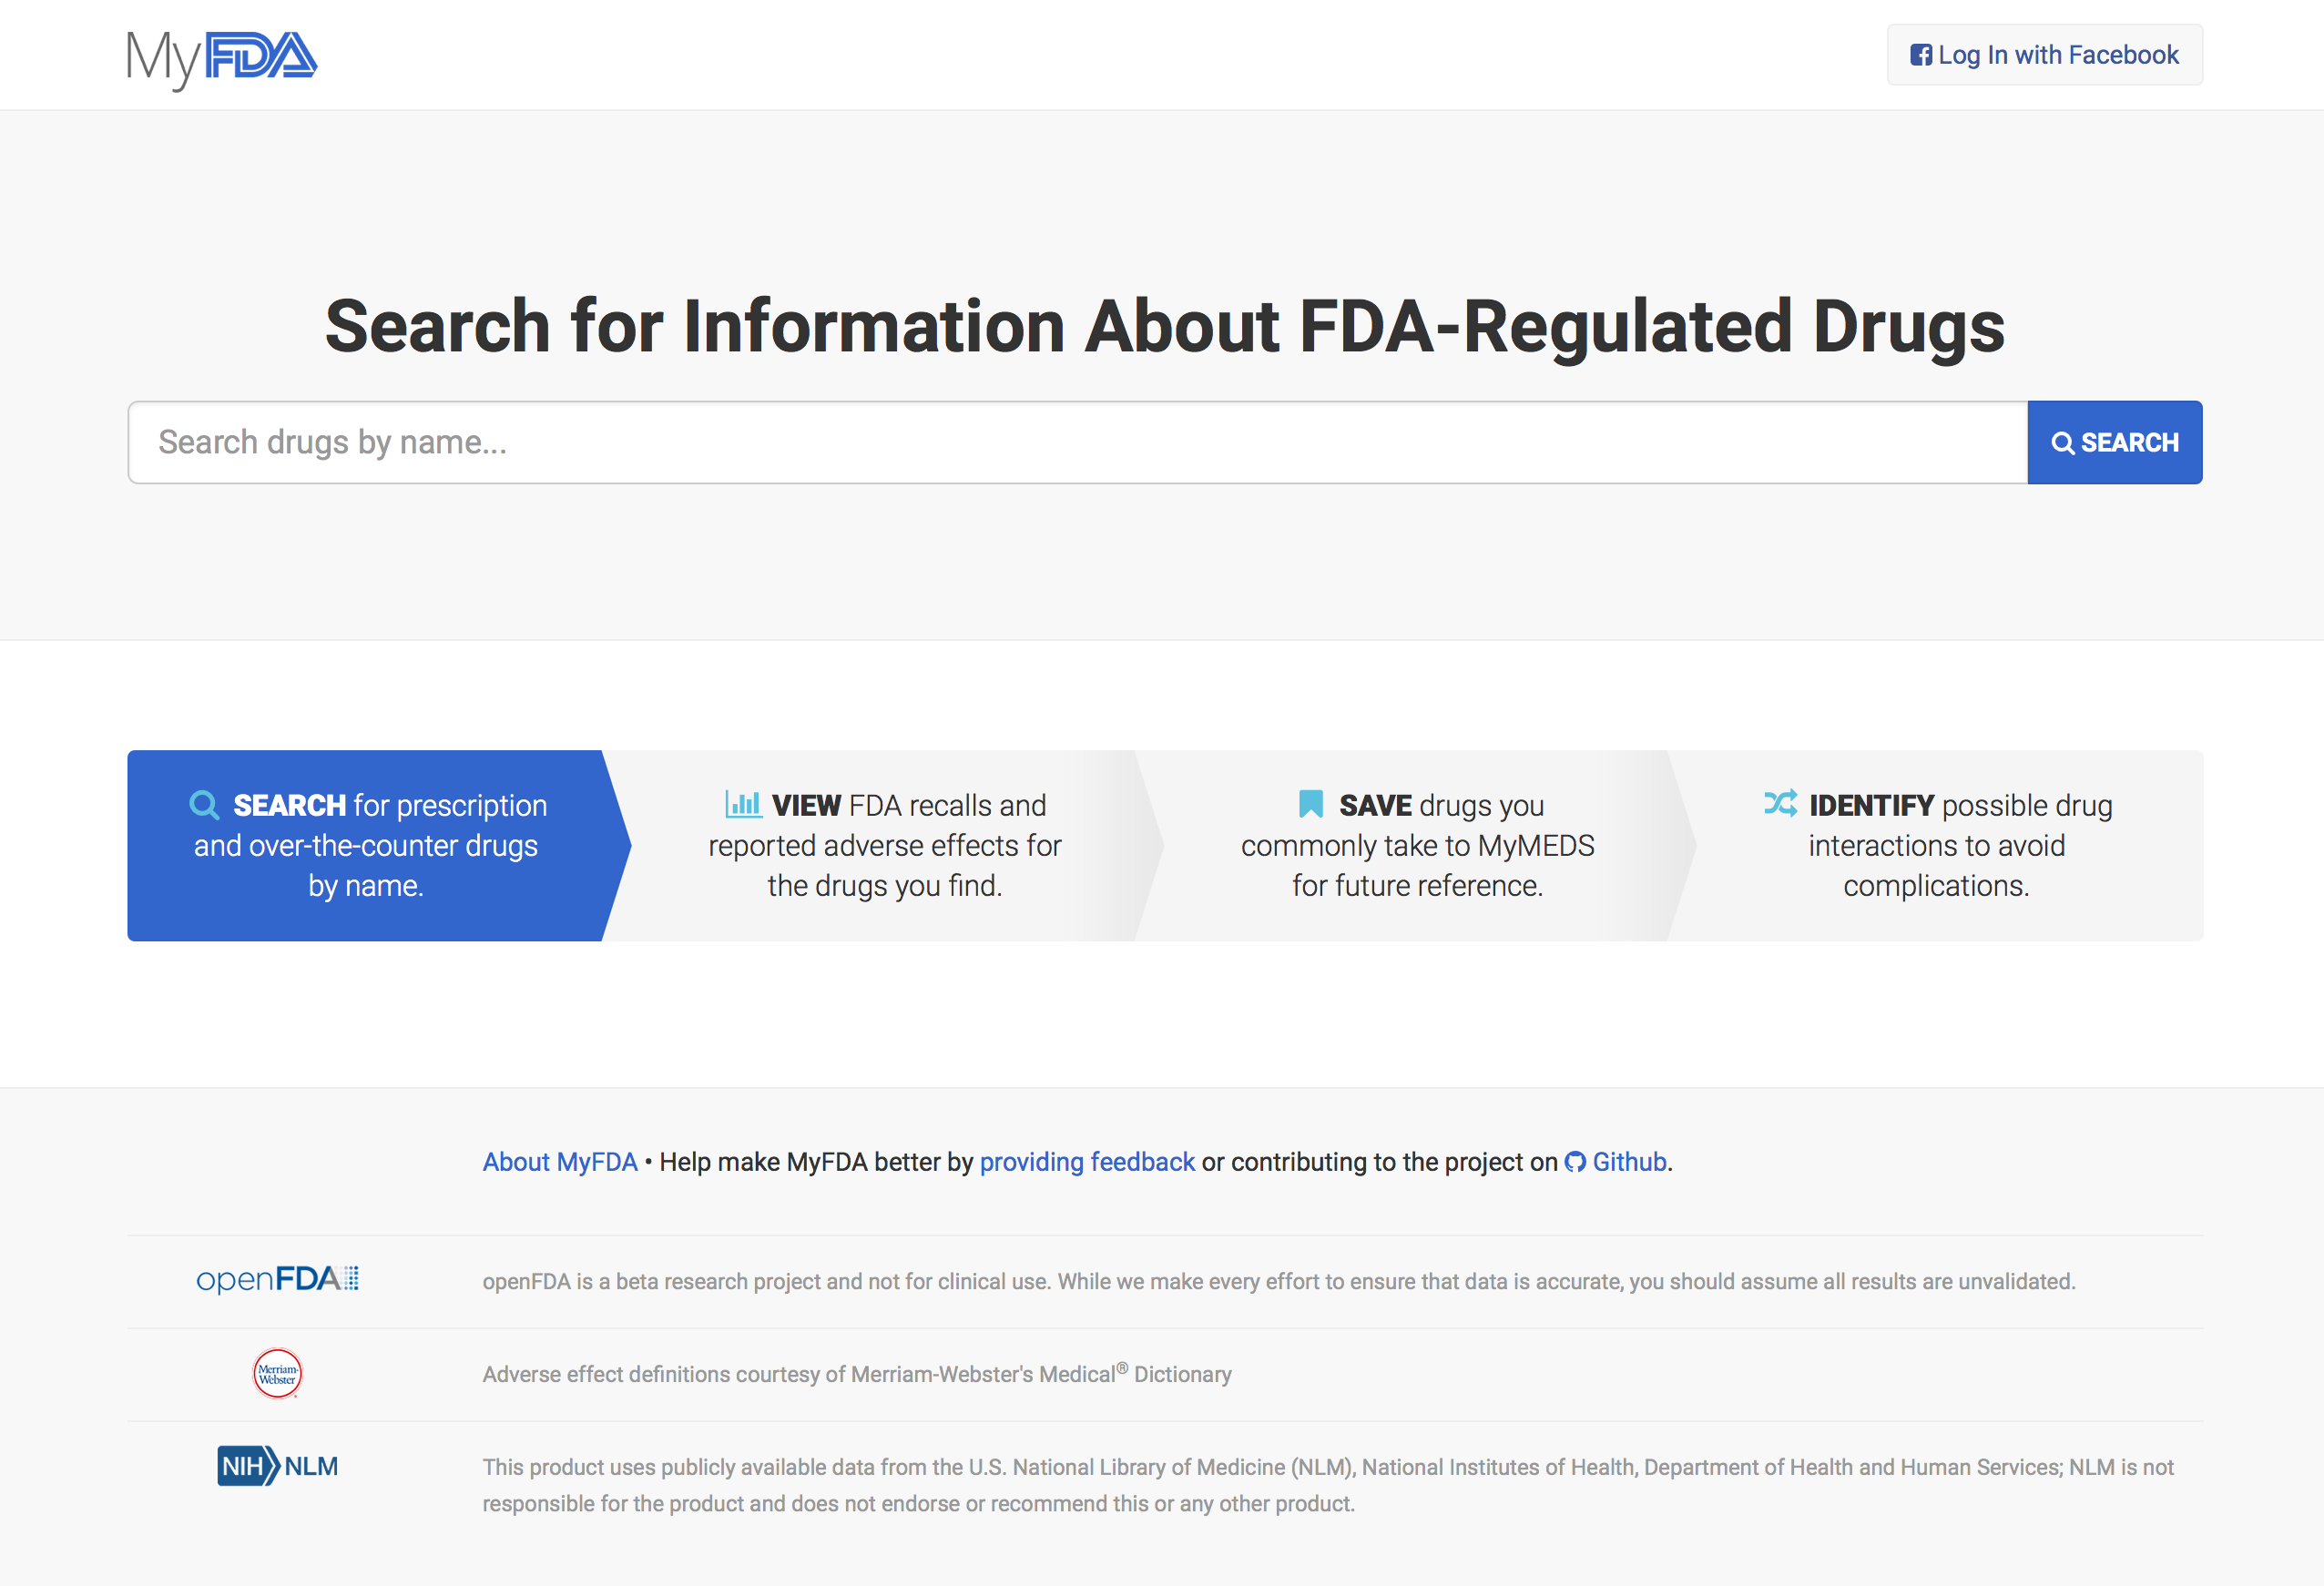 MyFDA
Log In with Facebook
Search for Information About FDA-Regulated Drugs
Search drugs by name...
SEARCH
SEARCH for prescription
and over-the-counter drugs
by name.
VIEW FDA recalls and
reported adverse effects for
the drugs you find.
SAVE drugs you
commonly take to MyMEDS
for future reference.
IDENTIFY possible drug
interactions to avoid
complications.
About MyFDA • Help make MyFDA better by providing feedback or contributing to the project on Github.
openFDA
openFDA is a beta research project and not for clinical use. While we make every effort to ensure that data is accurate, you should assume all results are unvalidated.
Merriam-
Webster
Adverse effect definitions courtesy of Merriam-Webster's Medical® Dictionary
NIH NLM
This product uses publicly available data from the U.S. National Library of Medicine (NLM), National Institutes of Health, Department of Health and Human Services; NLM is not
responsible for the product and does not endorse or recommend this or any other product.